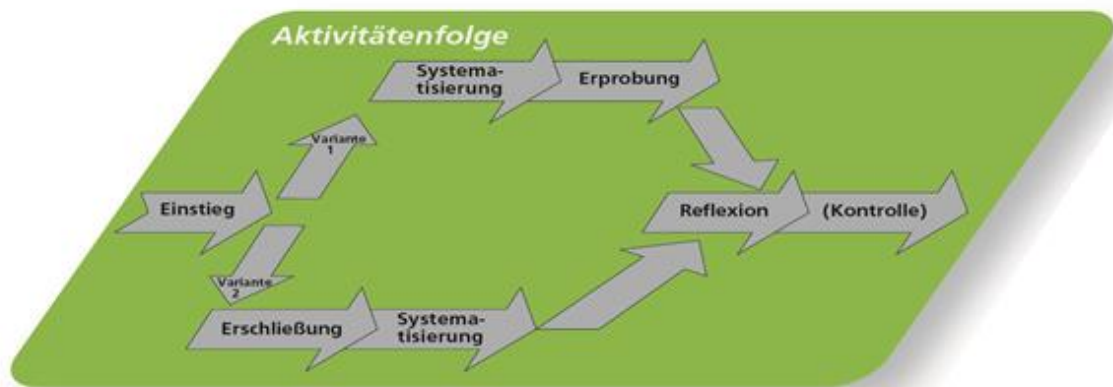 Aktivitätenfolge
Systema-
tisierung
Erprobung
Variante
1
Einstieg
Reflexion
(Kontrolle)
Variante
2
Erschließung
Systema-
tisierung